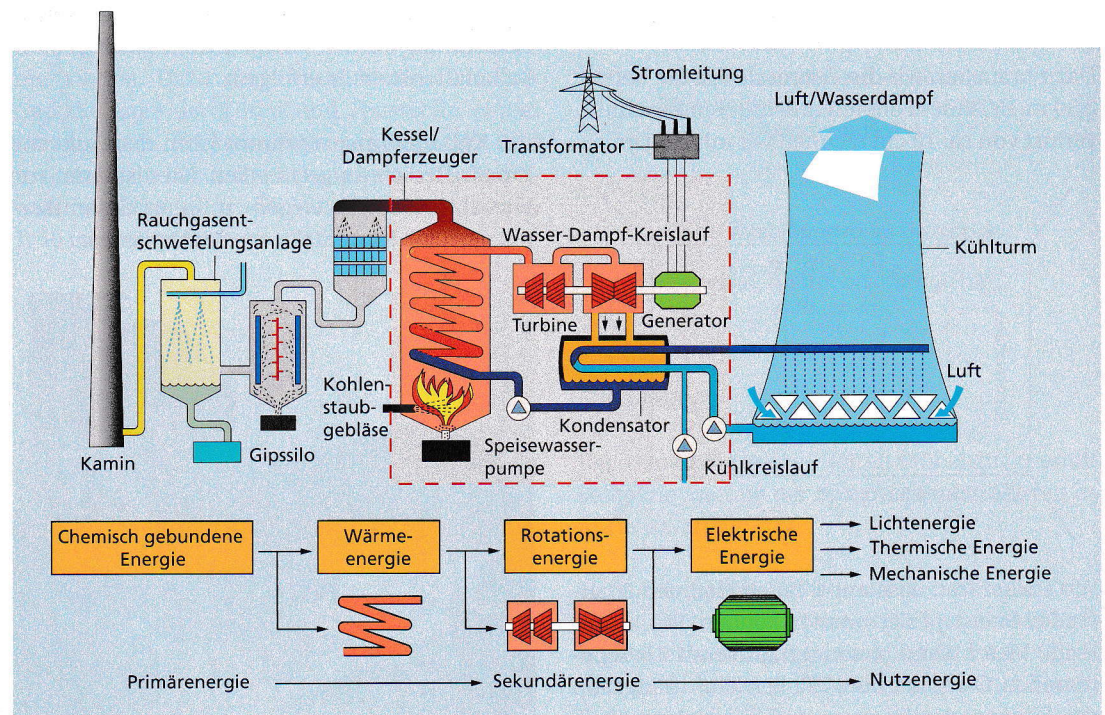 Stromleitung
Luft/Wasserdampf
Kessel/
Dampferzeuger
Transformator
Rauchgasent-
schwefelungsanlage
Wasser-Dampf-Kreislauf
Kühlturm
Turbine
Generator
Luft
Kohlen-
staub-
gebläse
Kondensator
Kamin
Gipssilo
Speisewasser-
pumpe
Kühlkreislauf
Chemisch gebundene
Energie
Wärme-
energie
Rotations-
energie
Elektrische
Energie
Lichtenergie
Thermische Energie
Mechanische Energie
Primärenergie
Sekundärenergie
Nutzenergie